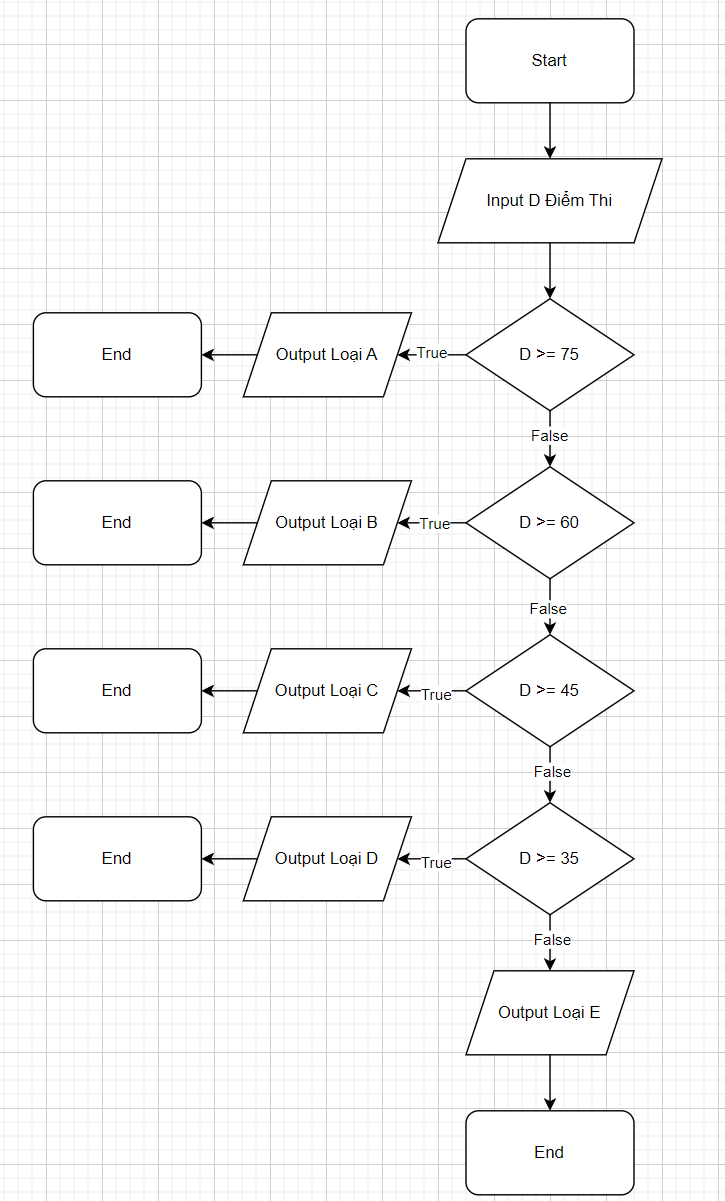 Start
Input D Điểm Thi
D >= 75
True
Output Loại A
End
False
D >= 60
True
Output Loại B
End
False
D >= 45
True
Output Loại C
End
False
D >= 35
True
Output Loại D
End
False
Output Loại E
End